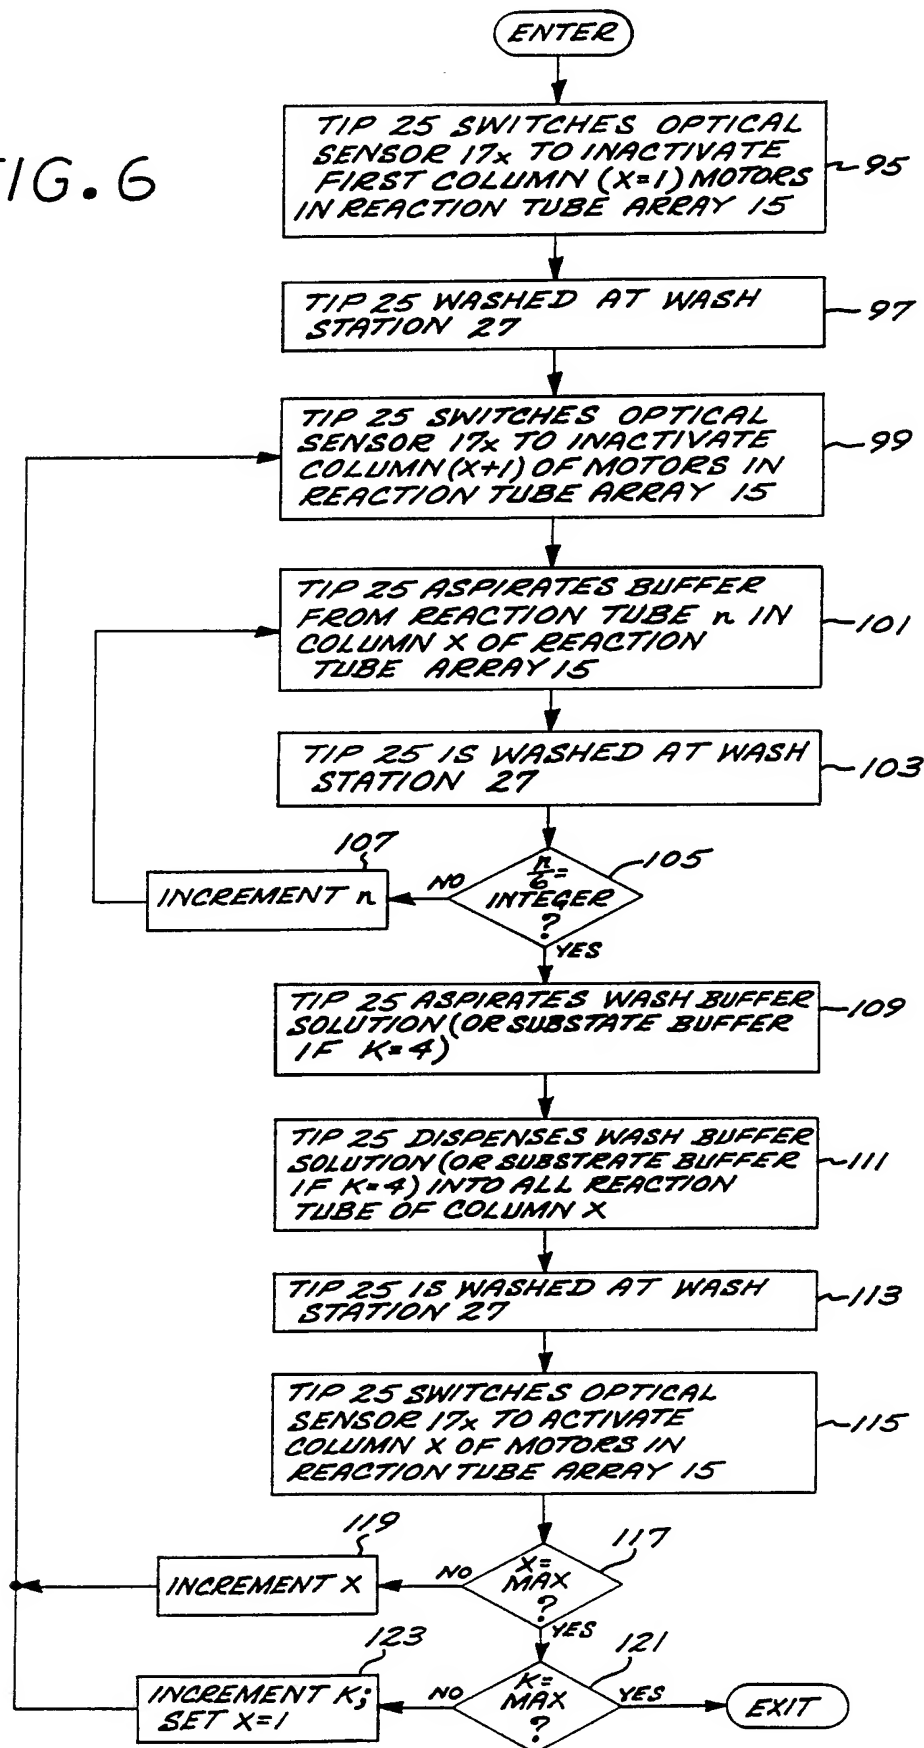 FIG. 6
ENTER
TIP 25 SWITCHES OPTICAL
SENSOR 17x TO INACTIVATE
FIRST COLUMN (X=1) MOTORS
IN REACTION TUBE ARRAY 15
95
TIP 25 WASHED AT WASH
STATION 27
97
TIP 25 SWITCHES OPTICAL
SENSOR 17x TO INACTIVATE
COLUMN (X+1) OF MOTORS IN
REACTION TUBE ARRAY 15
99
TIP 25 ASPIRATES BUFFER
FROM REACTION TUBE n IN
COLUMN X OF REACTION
TUBE ARRAY 15
101
TIP 25 IS WASHED AT WASH
STATION 27
103
107
INCREMENT n
NO
n/6=
INTEGER
?
105
YES
TIP 25 ASPIRATES WASH BUFFER
SOLUTION (OR SUBSTATE BUFFER
IF K=4)
109
TIP 25 DISPENSES WASH BUFFER
SOLUTION (OR SUBSTRATE BUFFER
IF K=4) INTO ALL REACTION
TUBE OF COLUMN X
111
TIP 25 IS WASHED AT WASH
STATION 27
113
TIP 25 SWITCHES OPTICAL
SENSOR 17x TO ACTIVATE
COLUMN X OF MOTORS IN
REACTION TUBE ARRAY 15
115
119
INCREMENT X
NO
X=
MAX
?
117
YES
123
INCREMENT K;
SET X=1
NO
K=
MAX
?
121
YES
EXIT